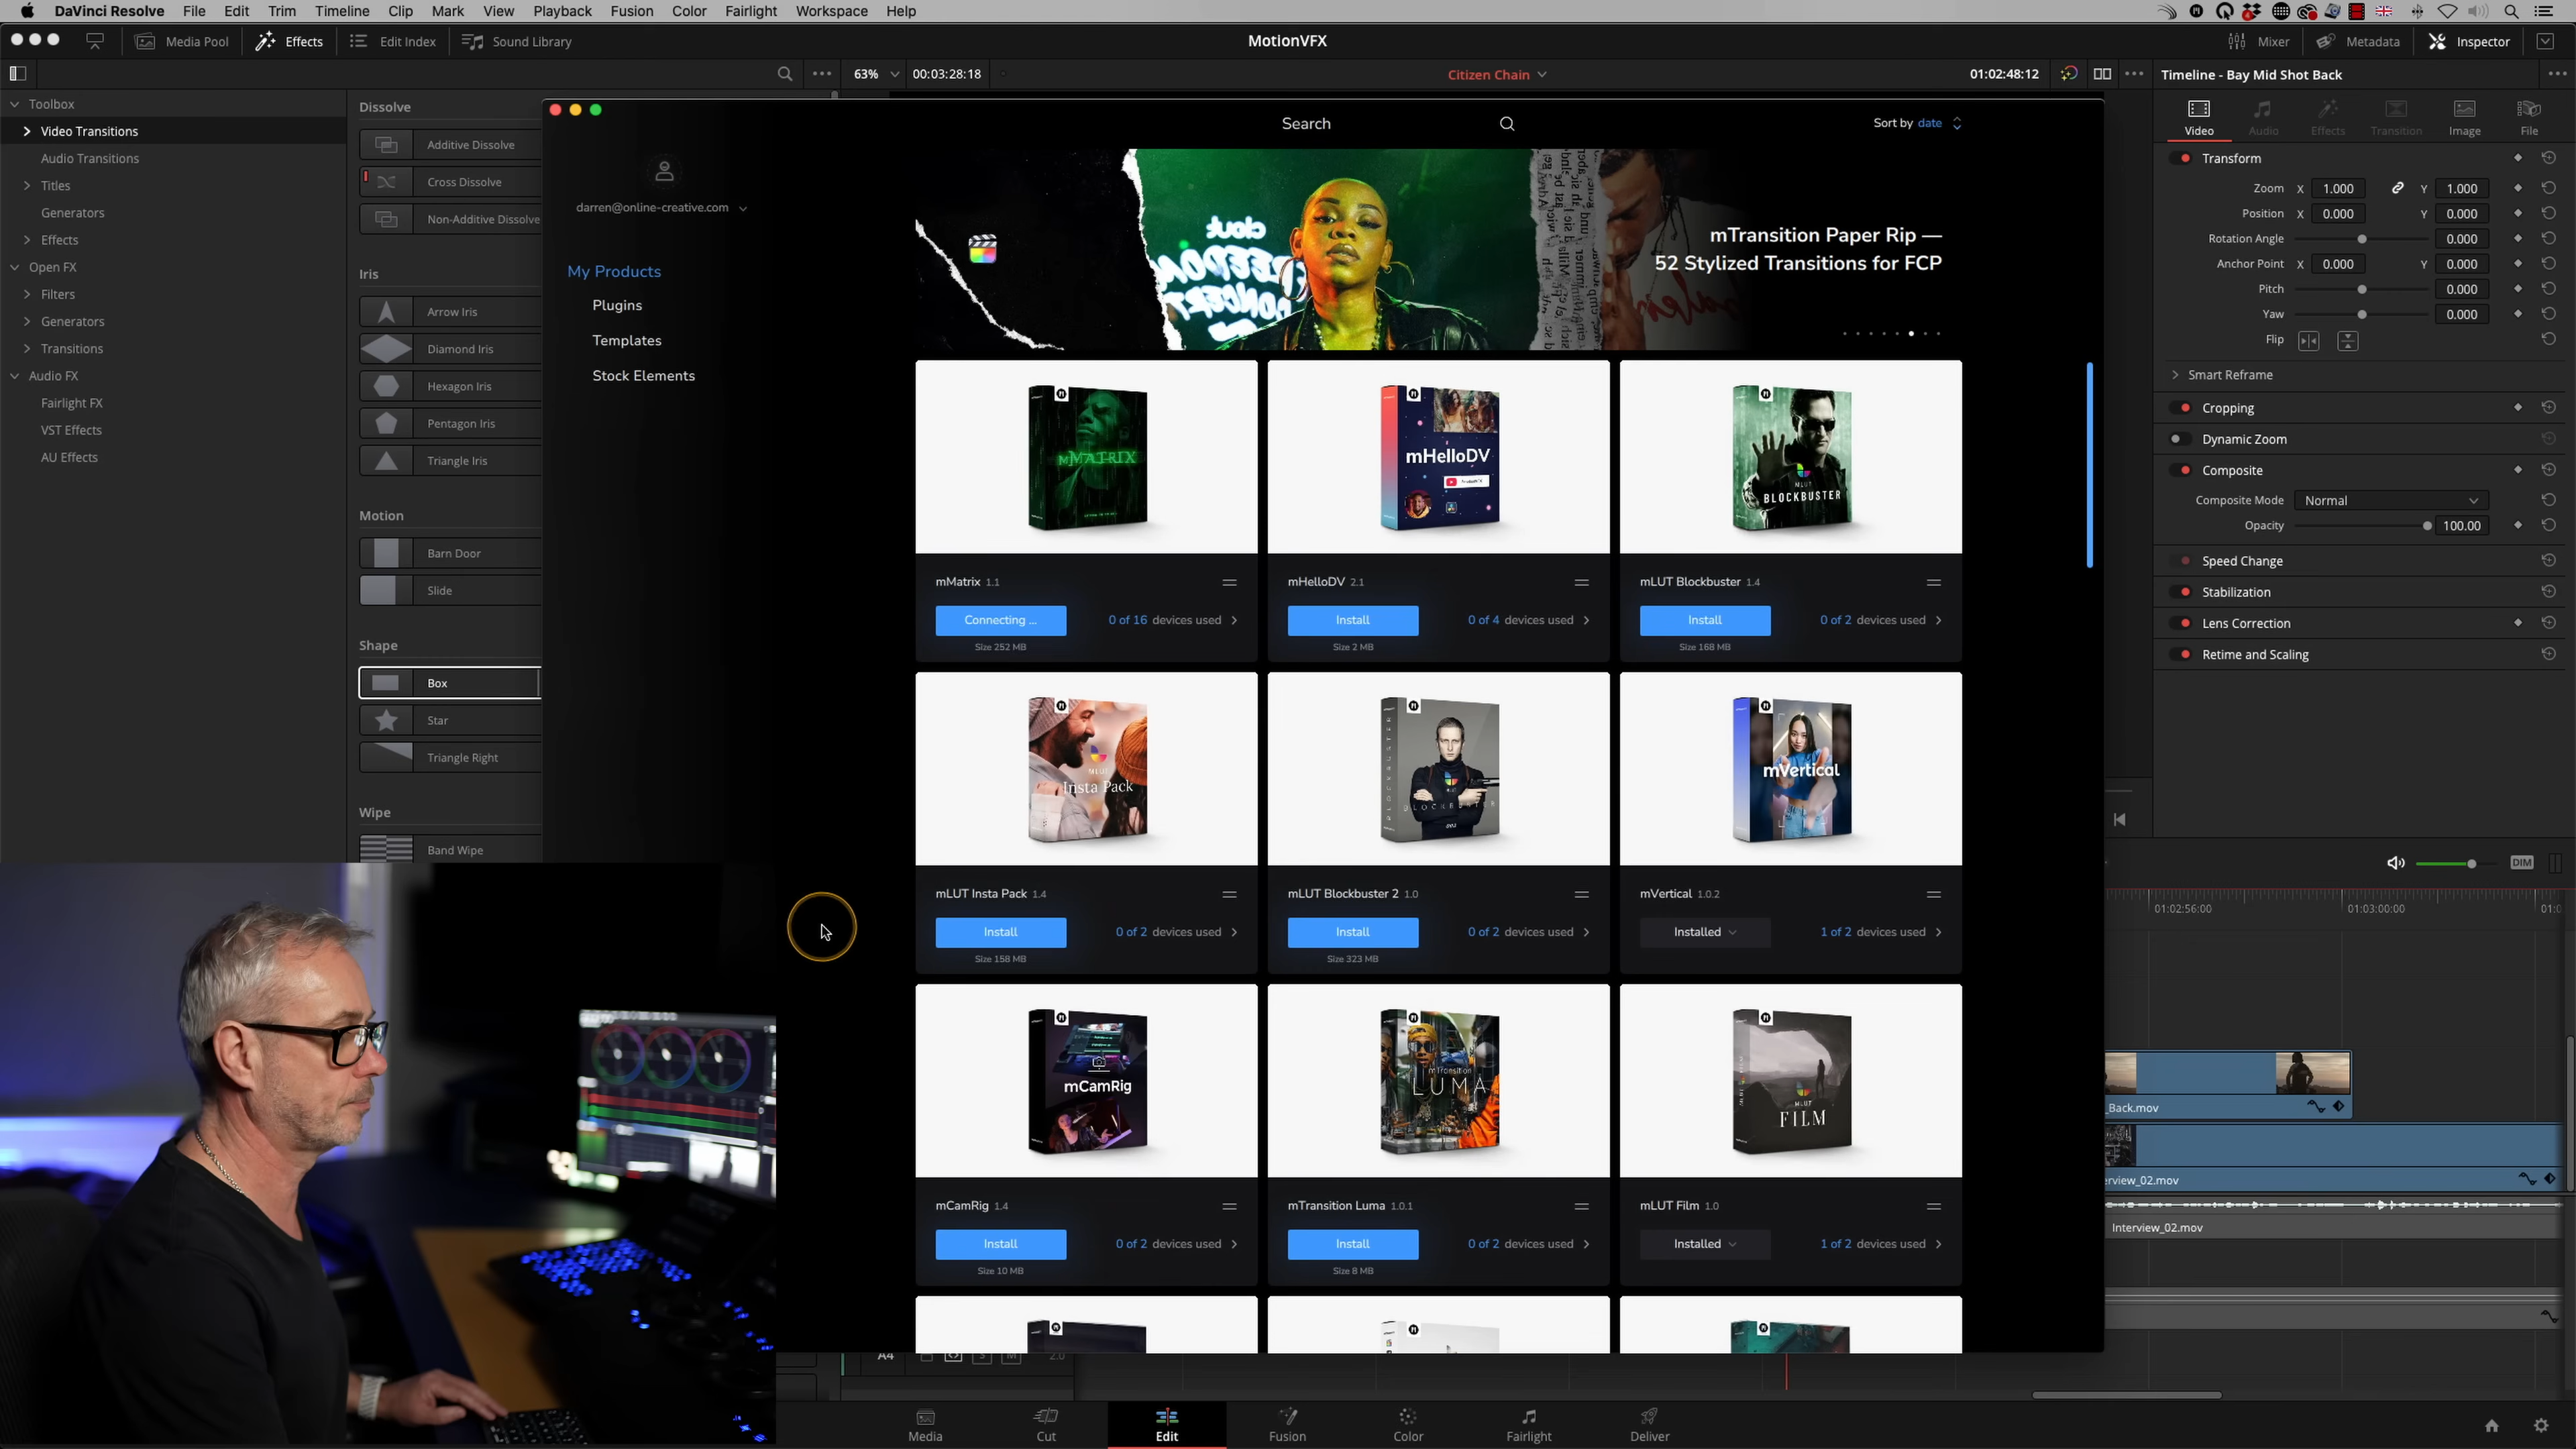 DaVinci Resolve File Edit Trim Timeline Clip Mark View Playback Fusion Color Fairlight Workspace Help
Media Pool Effects Edit Index Sound Library
MotionVFX
Mixer Metadata Inspector
63% 00:03:28:18
Citizen Chain
01:02:48:12
Timeline - Bay Mid Shot Back
Toolbox
Video Transitions
Audio Transitions
Titles
Generators
Effects
Open FX
Filters
Generators
Transitions
Audio FX
Fairlight FX
VST Effects
AU Effects
Dissolve
Additive Dissolve
Cross Dissolve
Non-Additive Dissolve
Iris
Arrow Iris
Diamond Iris
Hexagon Iris
Pentagon Iris
Triangle Iris
Motion
Barn Door
Slide
Shape
Box
Star
Triangle Right
Wipe
Band Wipe
Search
Sort by date
darren@online-creative.com
My Products
Plugins
Templates
Stock Elements
mTransition Paper Rip —
52 Stylized Transitions for FCP
mMATRIX
mHelloDV
MLUT
BLOCKBUSTER
mMatrix 1.1
Connecting ...
0 of 16 devices used
Size 252 MB
mHelloDV 2.1
Install
0 of 4 devices used
Size 2 MB
mLUT Blockbuster 1.4
Install
0 of 2 devices used
Size 168 MB
MLUT
Insta Pack
BLOCKBUSTER
mVertical
mLUT Insta Pack 1.4
Install
0 of 2 devices used
Size 158 MB
mLUT Blockbuster 2 1.0
Install
0 of 2 devices used
Size 323 MB
mVertical 1.0.2
Installed
1 of 2 devices used
mCamRig
mTransition
LUMA
MLUT
FILM
mCamRig 1.4
Install
0 of 2 devices used
Size 10 MB
mTransition Luma 1.0.1
Install
0 of 2 devices used
Size 8 MB
mLUT Film 1.0
Installed
1 of 2 devices used
Video Audio Effects Transition Image File
Transform
Zoom X 1.000 Y 1.000
Position X 0.000 Y 0.000
Rotation Angle 0.000
Anchor Point X 0.000 Y 0.000
Pitch 0.000
Yaw 0.000
Flip
Smart Reframe
Cropping
Dynamic Zoom
Composite
Composite Mode Normal
Opacity 100.00
Speed Change
Stabilization
Lens Correction
Retime and Scaling
DIM
01:02:56:00 01:03:00:00
_Back.mov
erview_02.mov
Interview_02.mov
A4 S M 2.0
Media Cut Edit Fusion Color Fairlight Deliver